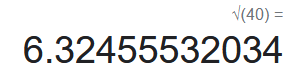 √(40) =
6.32455532034